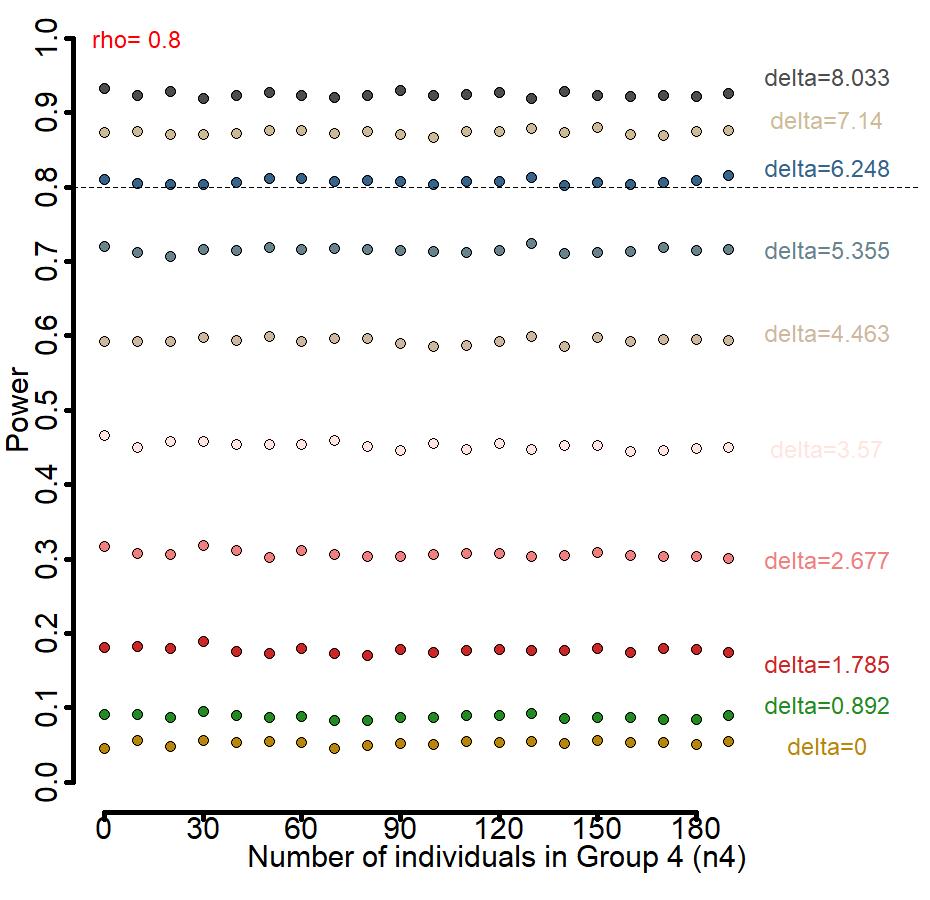 rho= 0.8
1.0
0.9
0.8
0.7
0.6
0.5
0.4
0.3
0.2
0.1
0.0
Power
delta=8.033
delta=7.14
delta=6.248
delta=5.355
delta=4.463
delta=3.57
delta=2.677
delta=1.785
delta=0.892
delta=0
0 30 60 90 120 150 180
Number of individuals in Group 4 (n4)